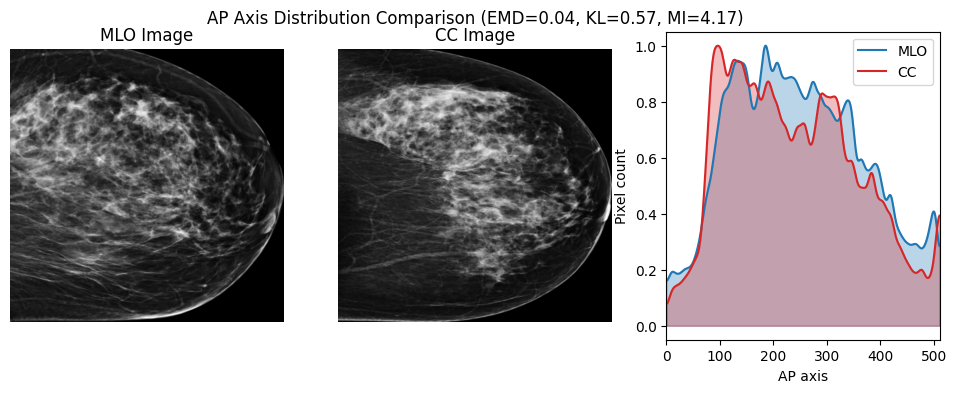 AP Axis Distribution Comparison (EMD=0.04, KL=0.57, MI=4.17)
MLO Image
CC Image
MLO
CC
Pixel count
1.0
0.8
0.6
0.4
0.2
0.0
0 100 200 300 400 500
AP axis